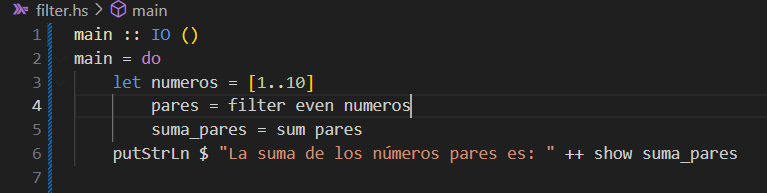 filter.hs > main
1 main :: IO ()
2 main = do
3     let numeros = [1..10]
4         pares = filter even numeros
5         suma_pares = sum pares
6     putStrLn $ "La suma de los números pares es: " ++ show suma_pares
7